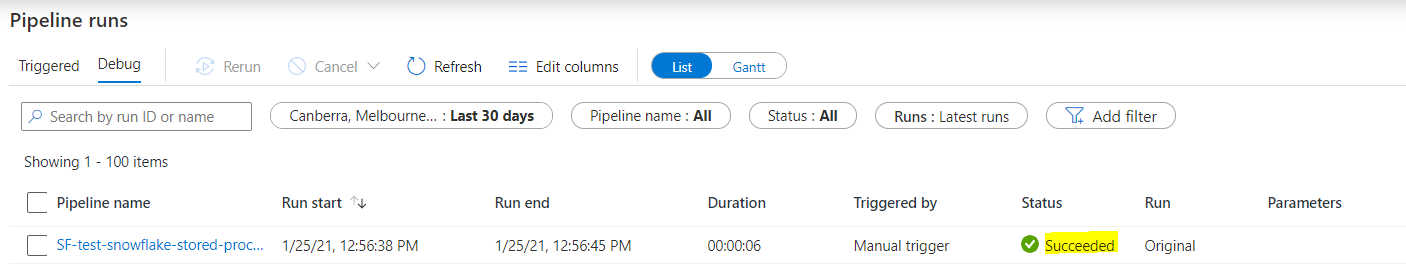 Pipeline runs
Triggered Debug Rerun Cancel Refresh Edit columns List Gantt
Search by run ID or name Canberra, Melbourne... : Last 30 days Pipeline name : All Status : All Runs : Latest runs Add filter
Showing 1 - 100 items
Pipeline name Run start Run end Duration Triggered by Status Run Parameters
SF-test-snowflake-stored-proc... 1/25/21, 12:56:38 PM 1/25/21, 12:56:45 PM 00:00:06 Manual trigger Succeeded Original